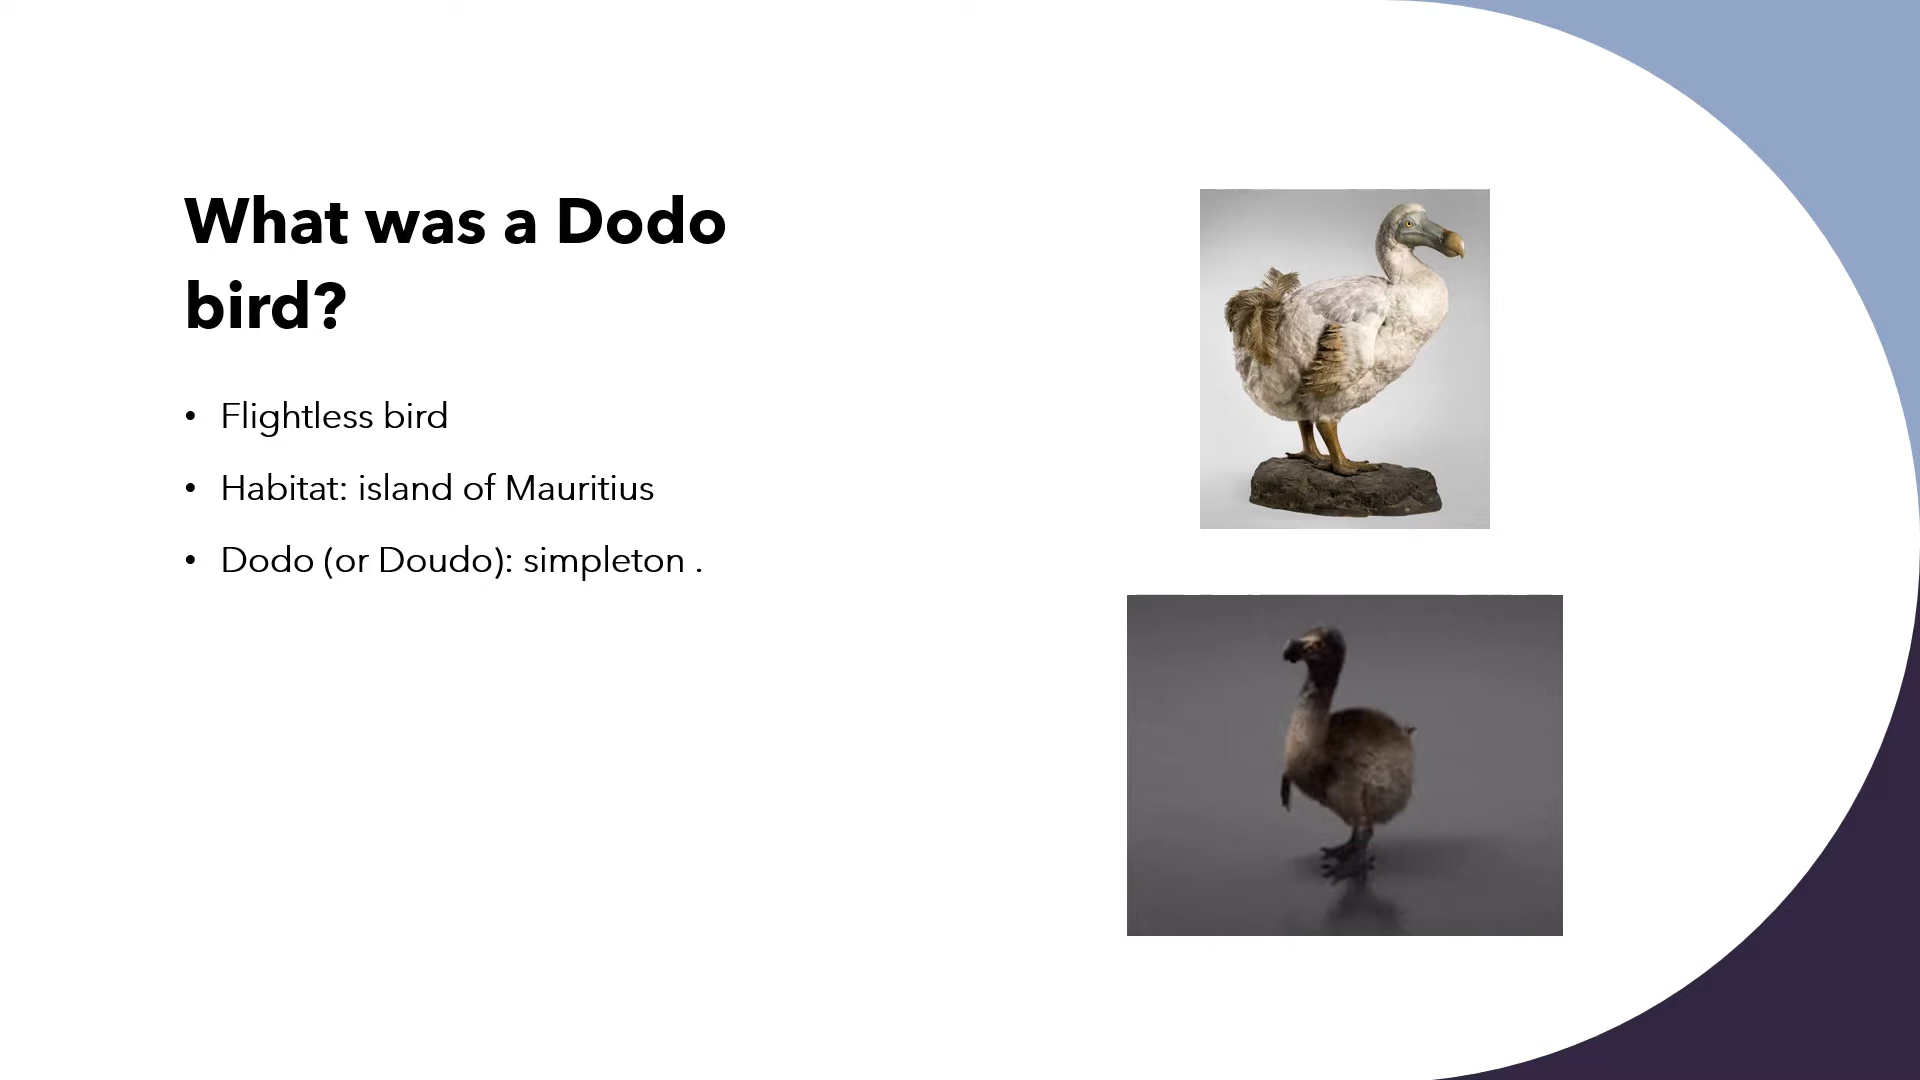 What was a Dodo
bird?
• Flightless bird
• Habitat: island of Mauritius
• Dodo (or Doudo): simpleton .